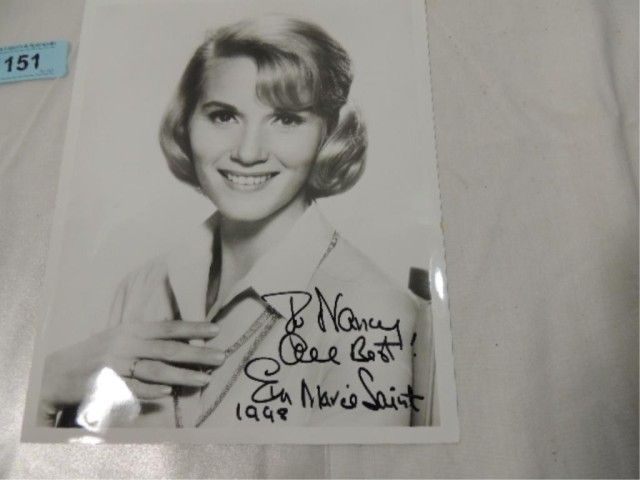 151
To Nancy
All Best!
Eva Marie Saint
1998